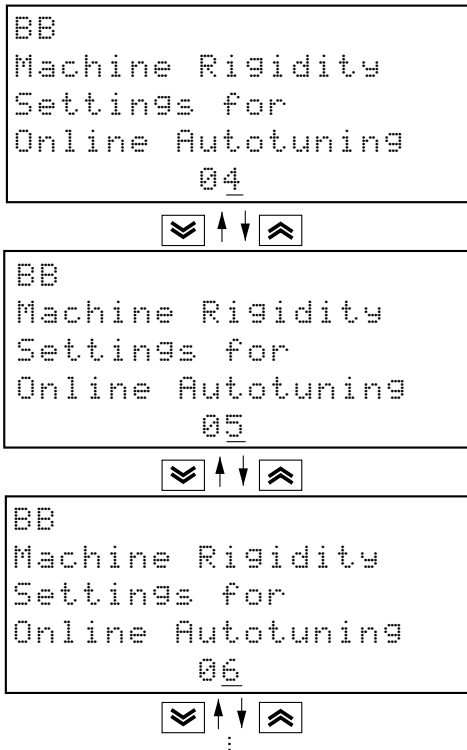 BB
Machine Rigidity
Settings for
Online Autotuning
04
BB
Machine Rigidity
Settings for
Online Autotuning
05
BB
Machine Rigidity
Settings for
Online Autotuning
06